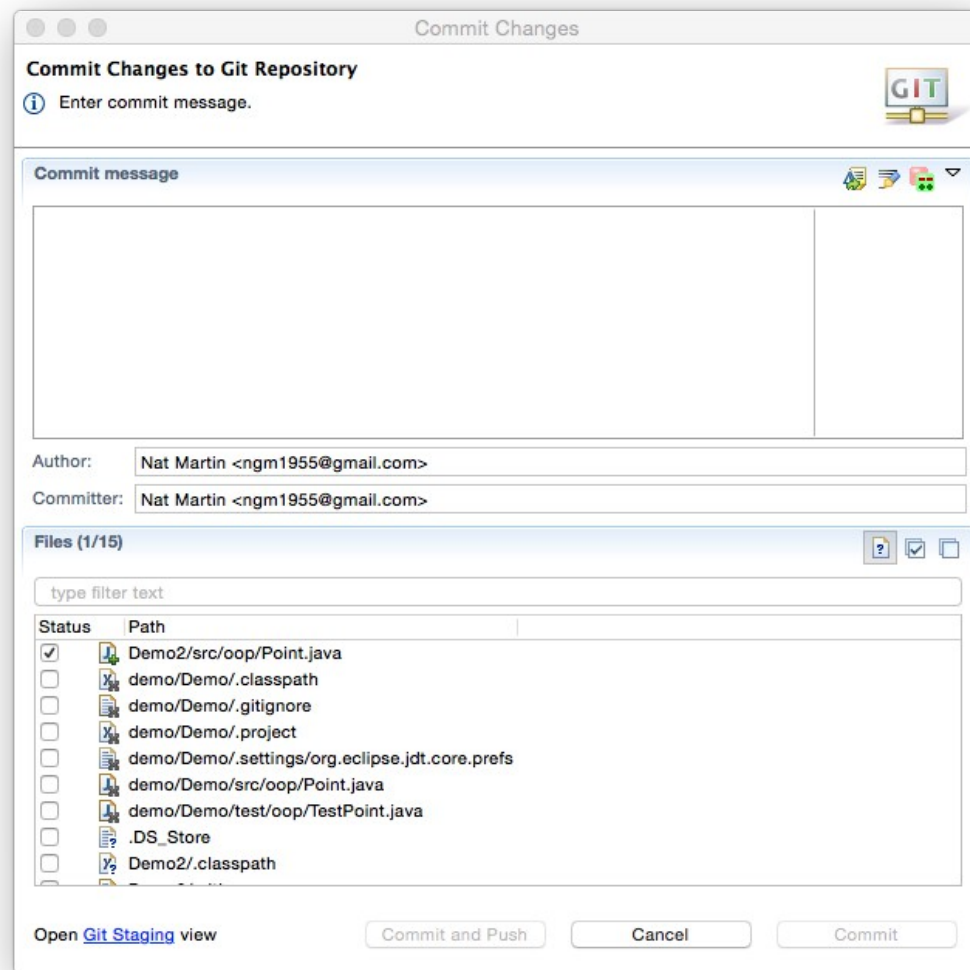 Commit Changes
Commit Changes to Git Repository
Enter commit message.
GIT
Commit message
Author: Nat Martin <ngm1955@gmail.com>
Committer: Nat Martin <ngm1955@gmail.com>
Files (1/15)
type filter text
Status Path
Demo2/src/oop/Point.java
demo/Demo/.classpath
demo/Demo/.gitignore
demo/Demo/.project
demo/Demo/.settings/org.eclipse.jdt.core.prefs
demo/Demo/src/oop/Point.java
demo/Demo/test/oop/TestPoint.java
.DS_Store
Demo2/.classpath
Open Git Staging view Commit and Push Cancel Commit